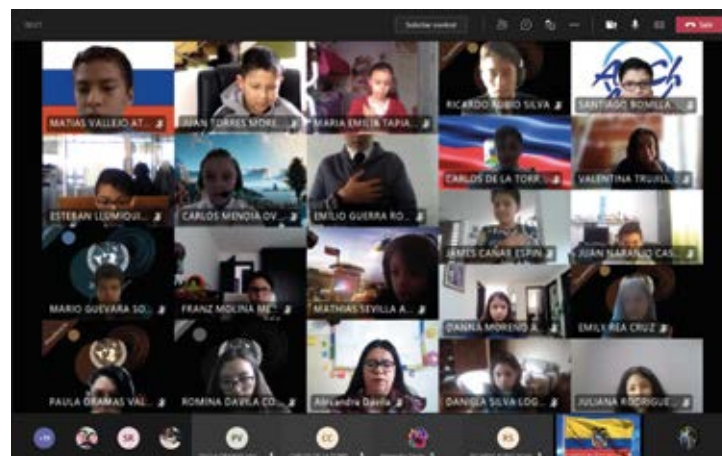 Solicitar control
Salir
MATIAS VALLEJO AT...
JUAN TORRES MORE...
MARIA EMILIA TAPIA...
RICARDO RUBIO SILVA
SANTIAGO BONILLA...
ESTEBAN LLUMIQUI...
CARLOS MENOIA OV...
EMILIO GUERRA RO...
CARLOS DE LA TORR...
VALENTINA TRUJILL...
JAMES CAÑAR ESPIN...
JUAN NARANJO CAS...
MARIO GUEVARA SO...
FRANZ MOLINA ME...
MATHIAS SEVILLA A...
DANNA MORENO A...
EMILY REA CRUZ
PAULA DRAMAS VAL...
ROMINA DAVILA CO...
Alexandra Davila
DANIELA SILVA LOG...
JULIANA RODRIGUE...
SR
PV
CC
RS